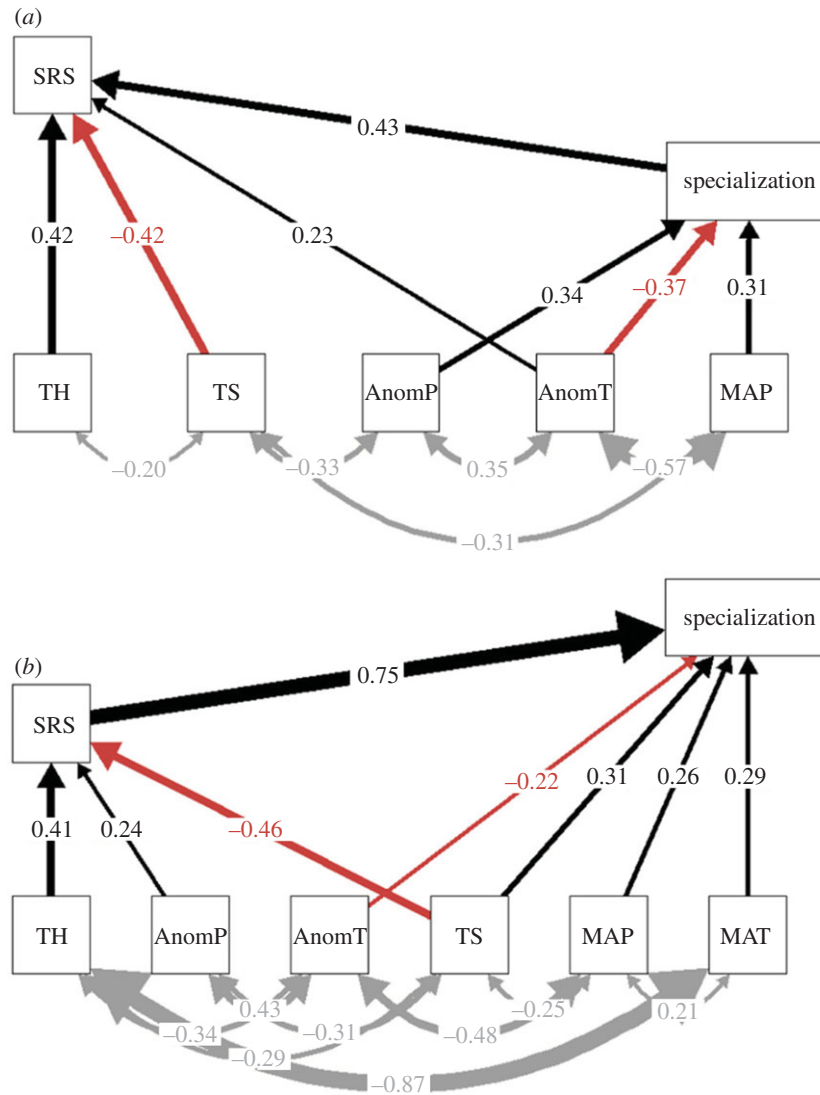 (a)
SRS
0.43
specialization
0.42
–0.42
0.23
0.34
–0.37
0.31
TH
TS
AnomP
AnomT
MAP
–0.20
–0.33
0.35
–0.57
–0.31
specialization
(b)
0.75
SRS
0.41
0.24
–0.46
–0.22
0.31
0.26
0.29
TH
AnomP
AnomT
TS
MAP
MAT
–0.34
0.43
–0.31
–0.48
–0.25
0.21
–0.29
–0.87